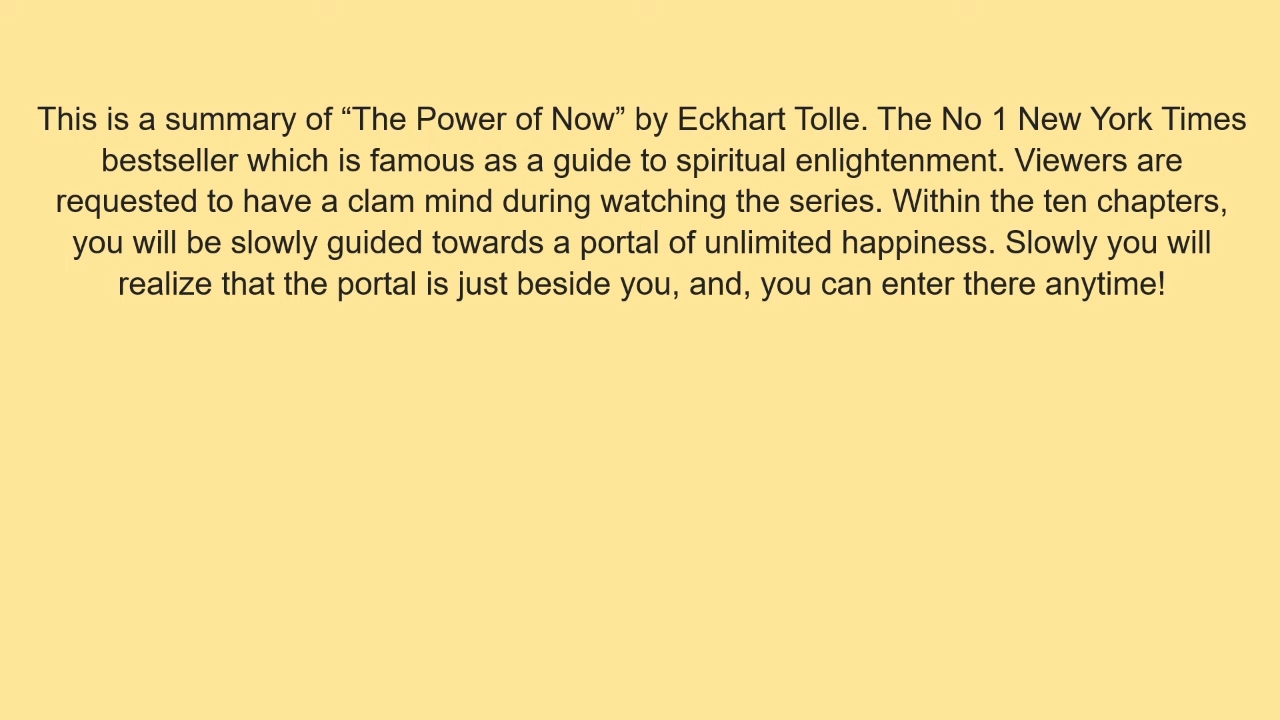 This is a summary of “The Power of Now” by Eckhart Tolle. The No 1 New York Times
bestseller which is famous as a guide to spiritual enlightenment. Viewers are
requested to have a clam mind during watching the series. Within the ten chapters,
you will be slowly guided towards a portal of unlimited happiness. Slowly you will
realize that the portal is just beside you, and, you can enter there anytime!